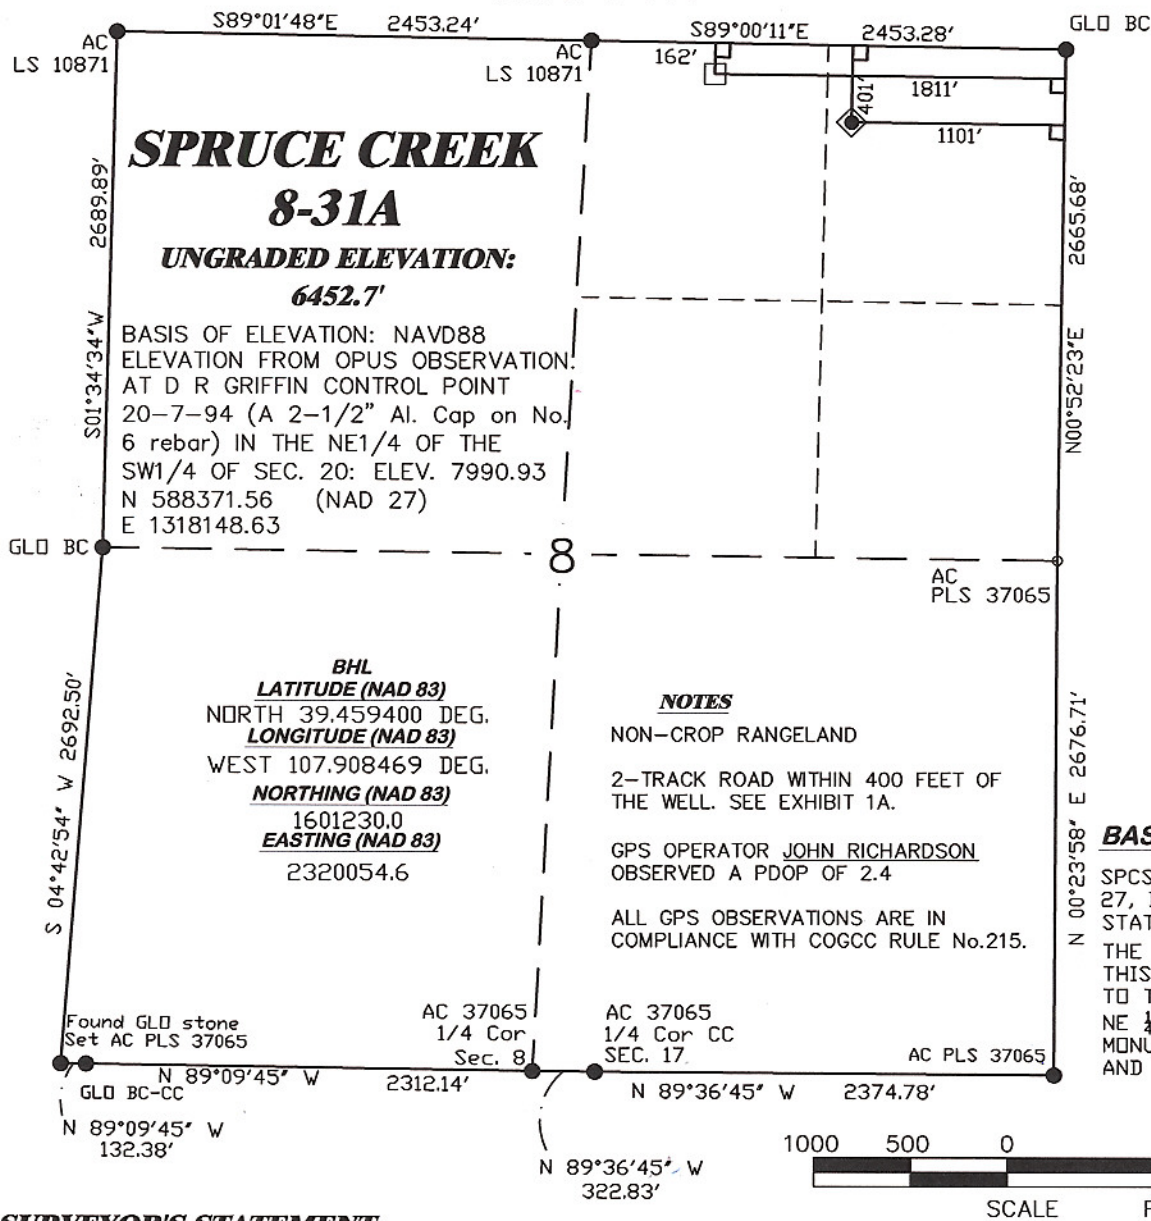 S89°01'48"E 2453.24'
S89°00'11"E 2453.28'
GLO BC
AC
LS 10871
AC
LS 10871
162'
1811'
401'
1101'
SPRUCE CREEK
8-31A
UNGRADED ELEVATION:
6452.7'
BASIS OF ELEVATION: NAVD88
ELEVATION FROM OPUS OBSERVATION
AT D R GRIFFIN CONTROL POINT
20-7-94 (A 2-1/2" Al. Cap on No.
6 rebar) IN THE NE1/4 OF THE
SW1/4 OF SEC. 20: ELEV. 7990.93
N 588371.56 (NAD 27)
E 1318148.63
S01°34'34"W 2689.89'
N00°52'23"E 2665.68'
GLO BC
8
AC
PLS 37065
BHL
LATITUDE (NAD 83)
NORTH 39.459400 DEG.
LONGITUDE (NAD 83)
WEST 107.908469 DEG.
NORTHING (NAD 83)
1601230.0
EASTING (NAD 83)
2320054.6
NOTES
NON-CROP RANGELAND
2-TRACK ROAD WITHIN 400 FEET OF
THE WELL. SEE EXHIBIT 1A.
GPS OPERATOR JOHN RICHARDSON
OBSERVED A PDOP OF 2.4
ALL GPS OBSERVATIONS ARE IN
COMPLIANCE WITH COGCC RULE No.215.
S 04°42'54" W 2692.50'
N 00°23'58" E 2676.71'
BAS
SPCS
27,
STAT
THE
THIS
TO T
NE
MONU
AND
Found GLO stone
Set AC PLS 37065
AC 37065
1/4 Cor
Sec. 8
AC 37065
1/4 Cor CC
SEC. 17
AC PLS 37065
GLO BC-CC
N 89°09'45" W 2312.14'
N 89°36'45" W 2374.78'
N 89°09'45" W
132.38'
N 89°36'45" W
322.83'
1000 500 0
SCALE
SURVEYOR'S STATEMENT